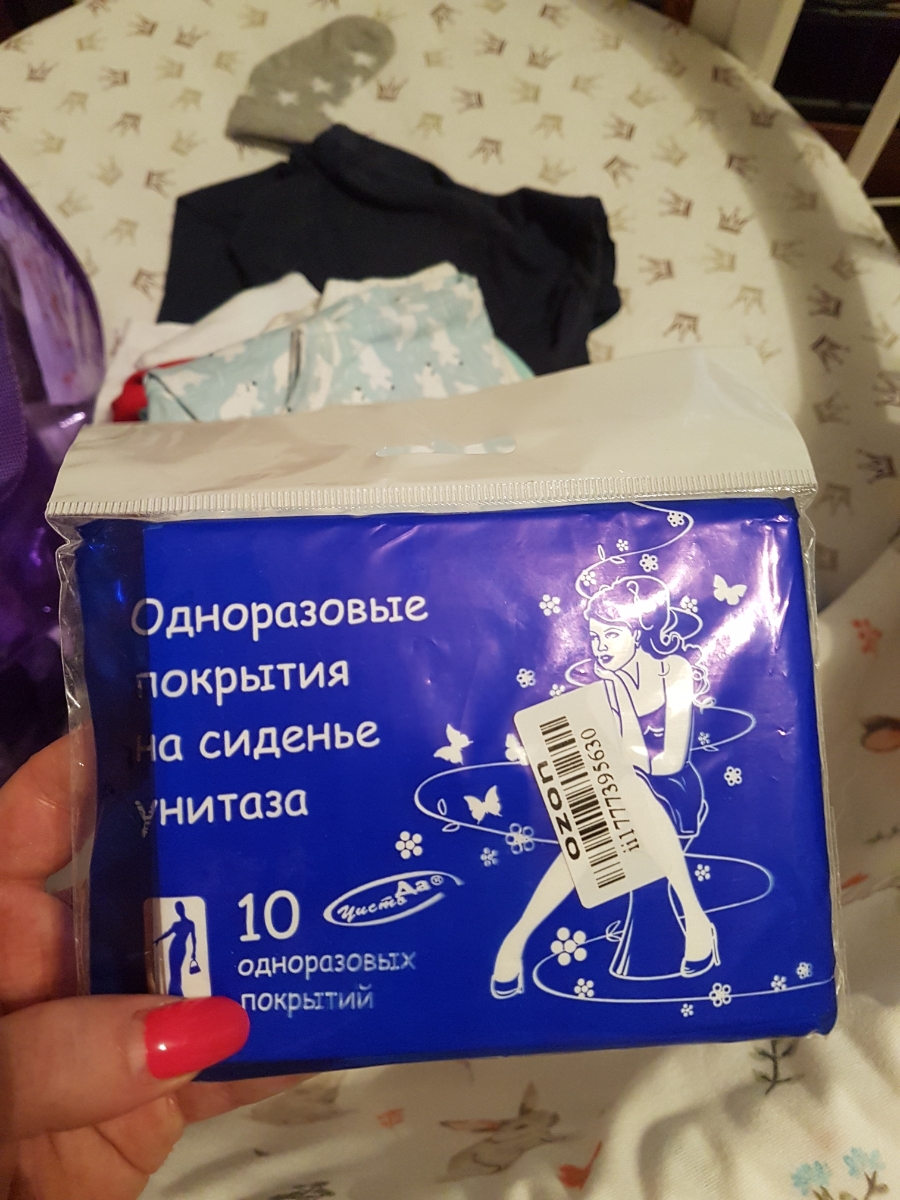 Одноразовые
покрытия
на сиденье
унитаза
10
ЧистоДа®
одноразовых
покрытий
ozon
ii1777395630